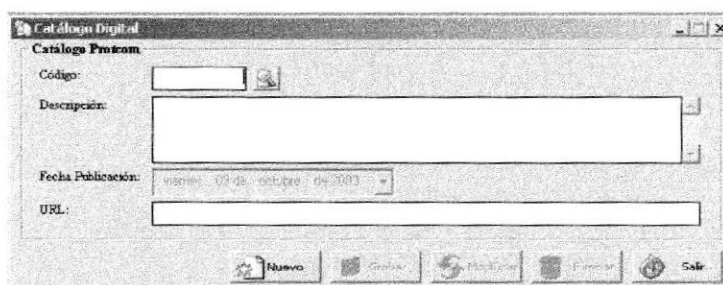 Catálogo Digital
Catálogo Protcom
Código:
Descripción:
Fecha Publicación: viernes 03 de octubre de 2003
URL:
Nuevo Grabar Modificar Eliminar Salir